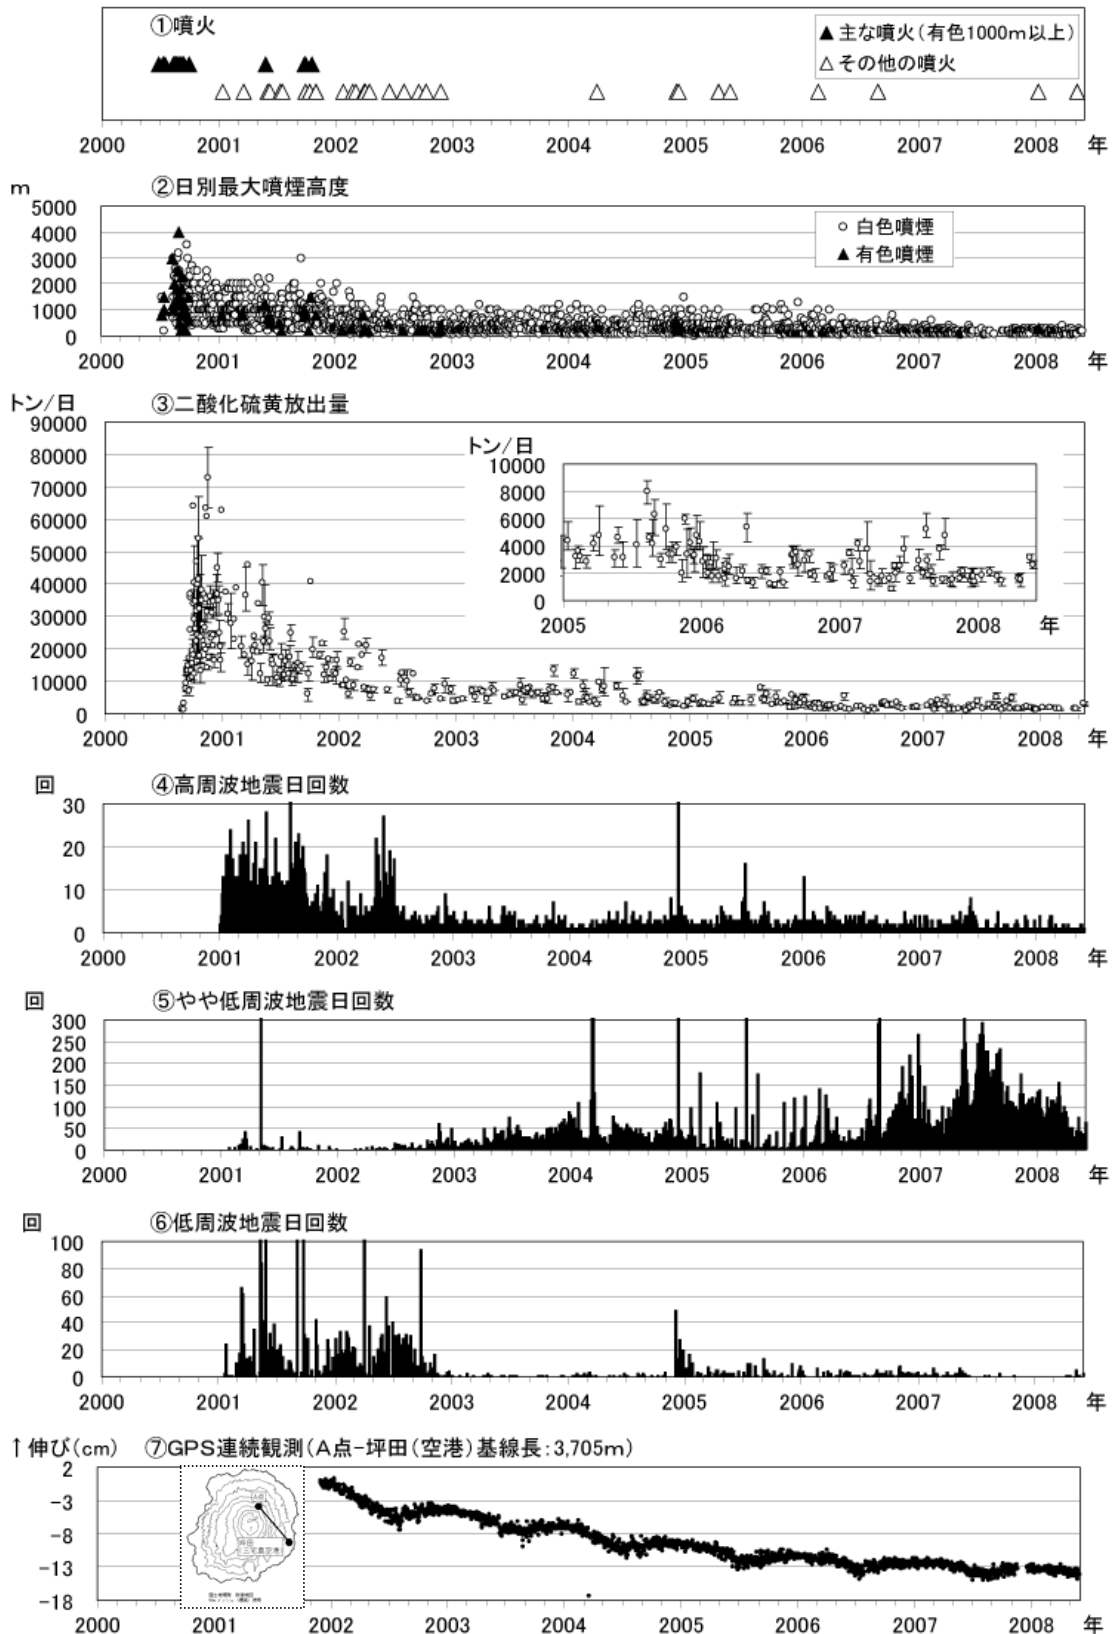 ①噴火
▲ 主な噴火(有色1000m以上)
△ その他の噴火
2000 2001 2002 2003 2004 2005 2006 2007 2008 年
m ②日別最大噴煙高度
5000
4000
3000
2000
1000
0
○ 白色噴煙
▲ 有色噴煙
2000 2001 2002 2003 2004 2005 2006 2007 2008 年
トン/日 ③二酸化硫黄放出量
90000
80000
70000
60000
50000
40000
30000
20000
10000
0
トン/日
10000
8000
6000
4000
2000
0
2005 2006 2007 2008 年
2000 2001 2002 2003 2004 2005 2006 2007 2008 年
回 ④高周波地震日回数
30
20
10
0
2000 2001 2002 2003 2004 2005 2006 2007 2008 年
回 ⑤やや低周波地震日回数
300
250
200
150
100
50
0
2000 2001 2002 2003 2004 2005 2006 2007 2008 年
回 ⑥低周波地震日回数
100
80
60
40
20
0
2000 2001 2002 2003 2004 2005 2006 2007 2008 年
↑伸び(cm) ⑦GPS連続観測(A点-坪田(空港)基線長:3,705m)
2
-3
-8
-13
-18
A点
坪田
(三宅島空港)
2000 2001 2002 2003 2004 2005 2006 2007 2008 年